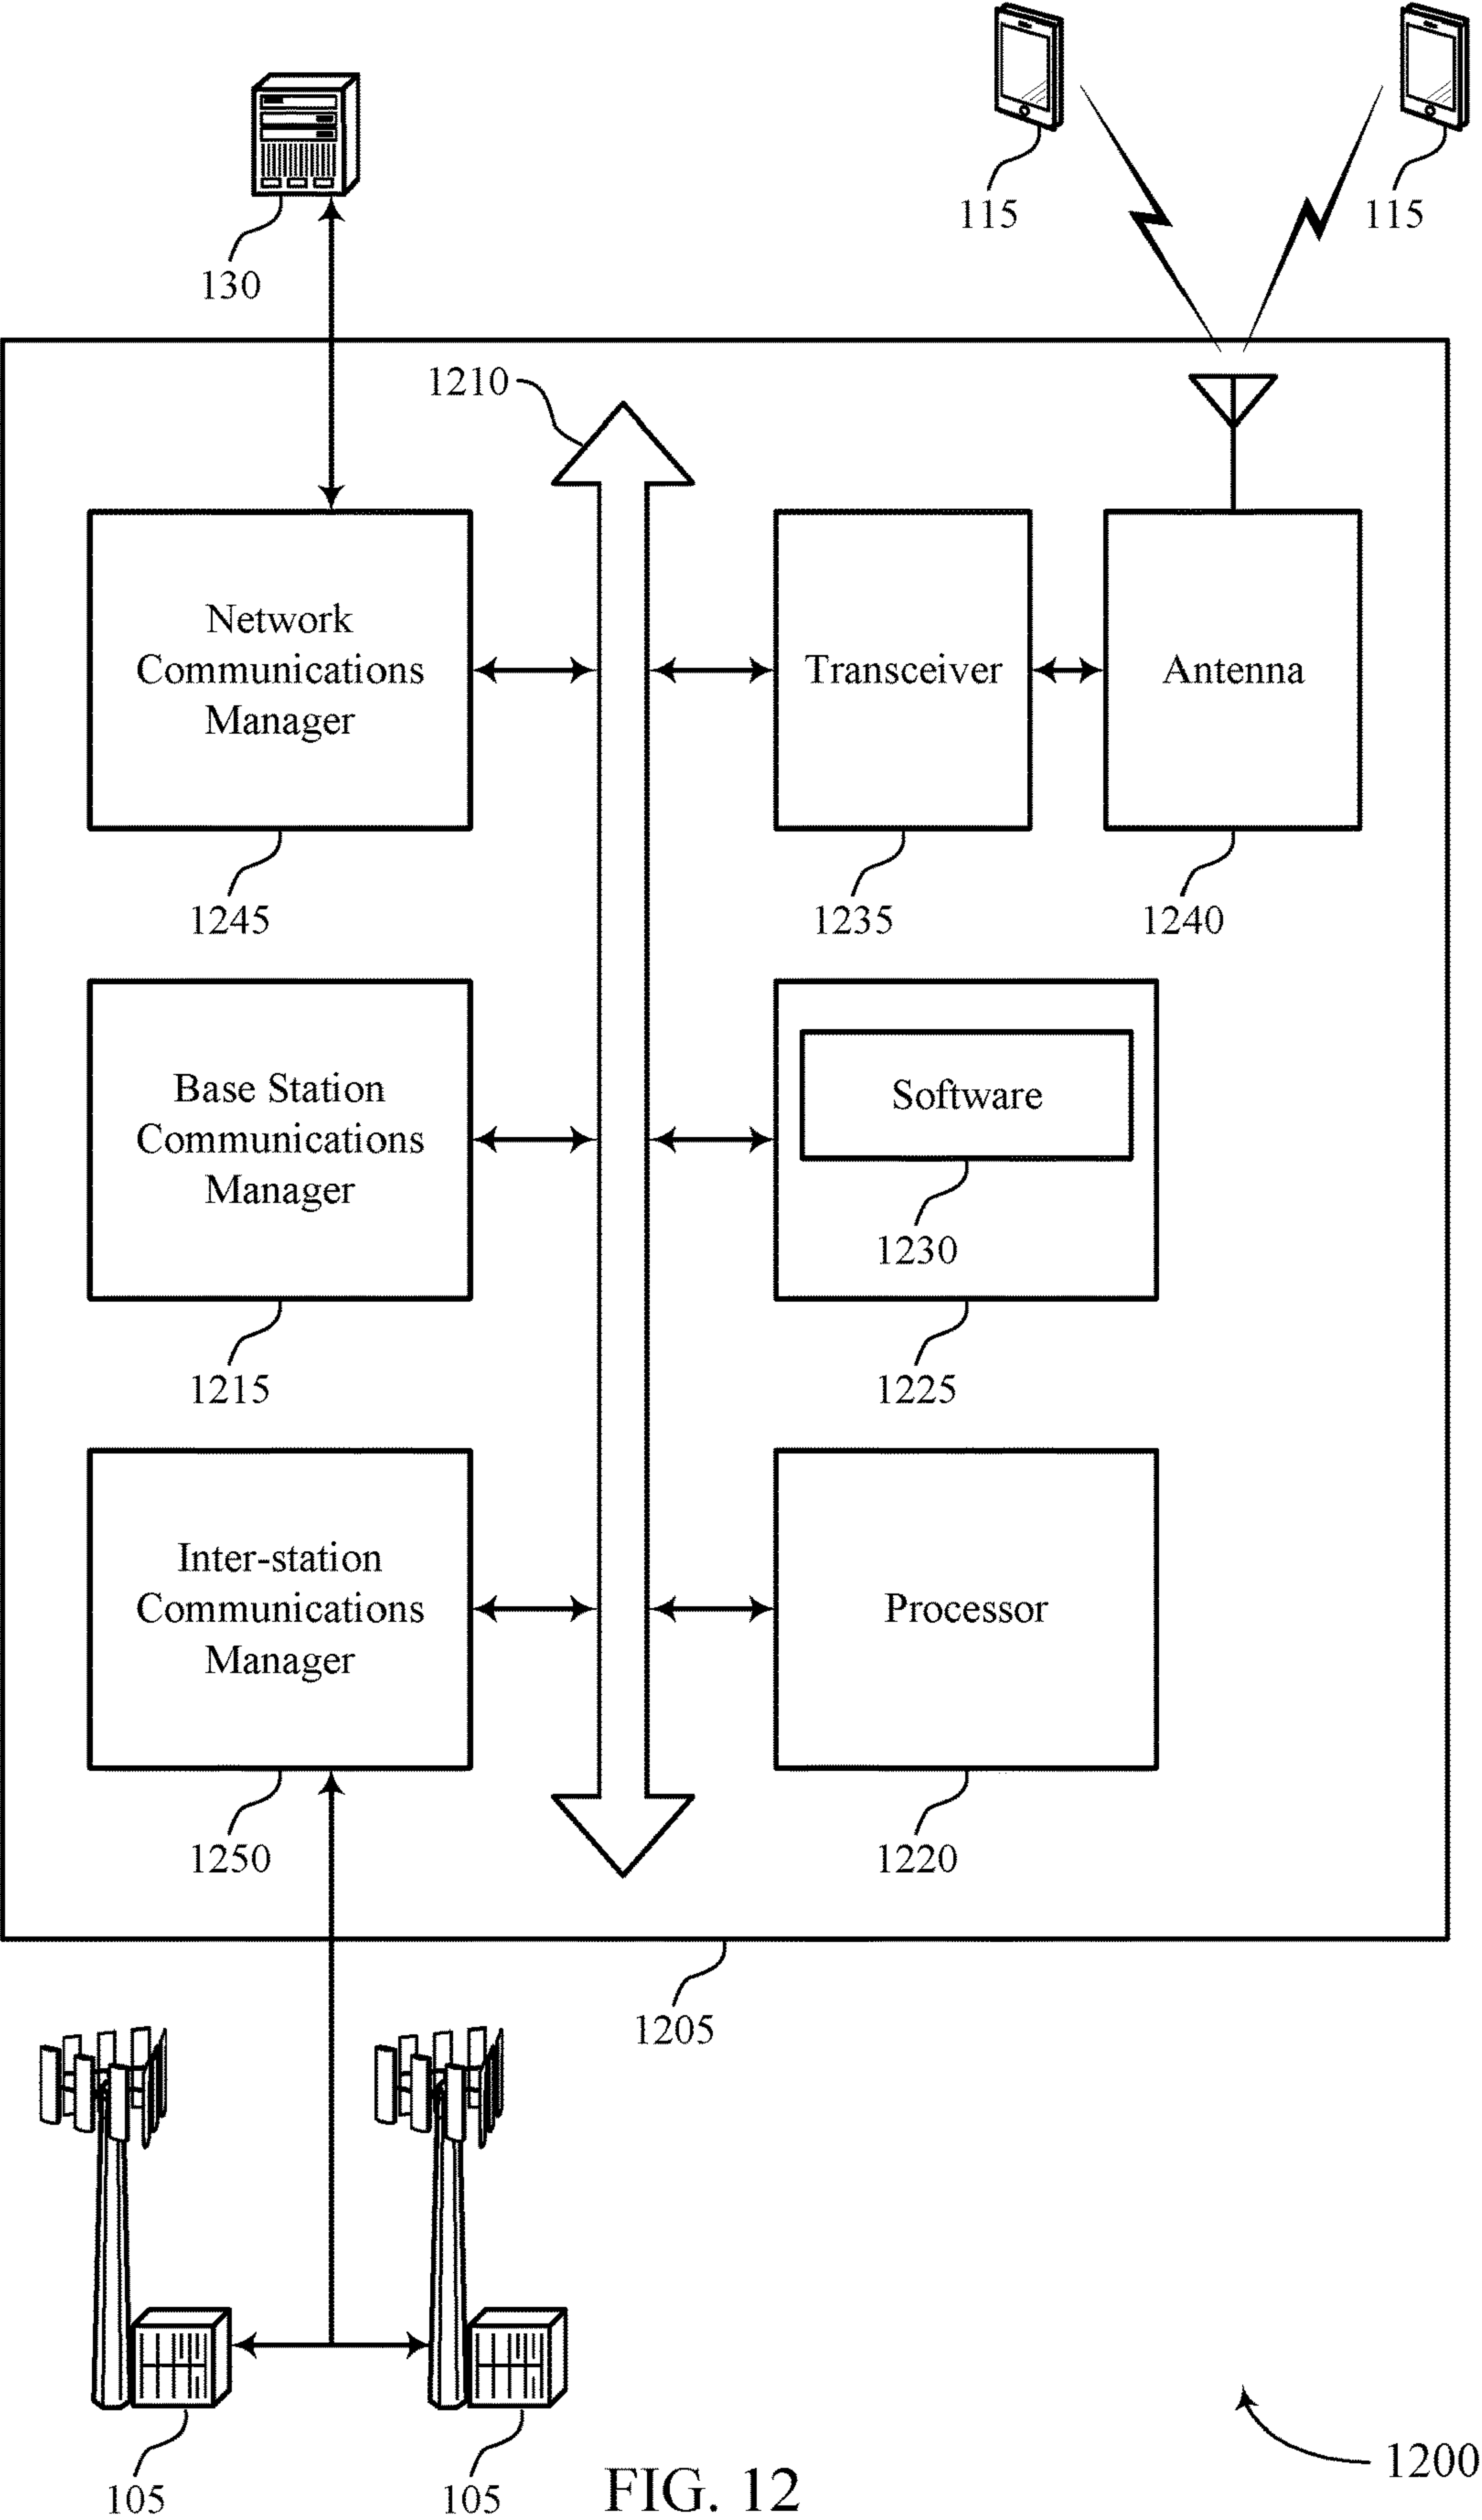 115
115
130
1210
Network
Communications
Manager
Transceiver
Antenna
1245
1235
1240
Base Station
Communications
Manager
Software
1230
1215
1225
Inter-station
Communications
Manager
Processor
1250
1220
1205
105
105
FIG. 12
1200